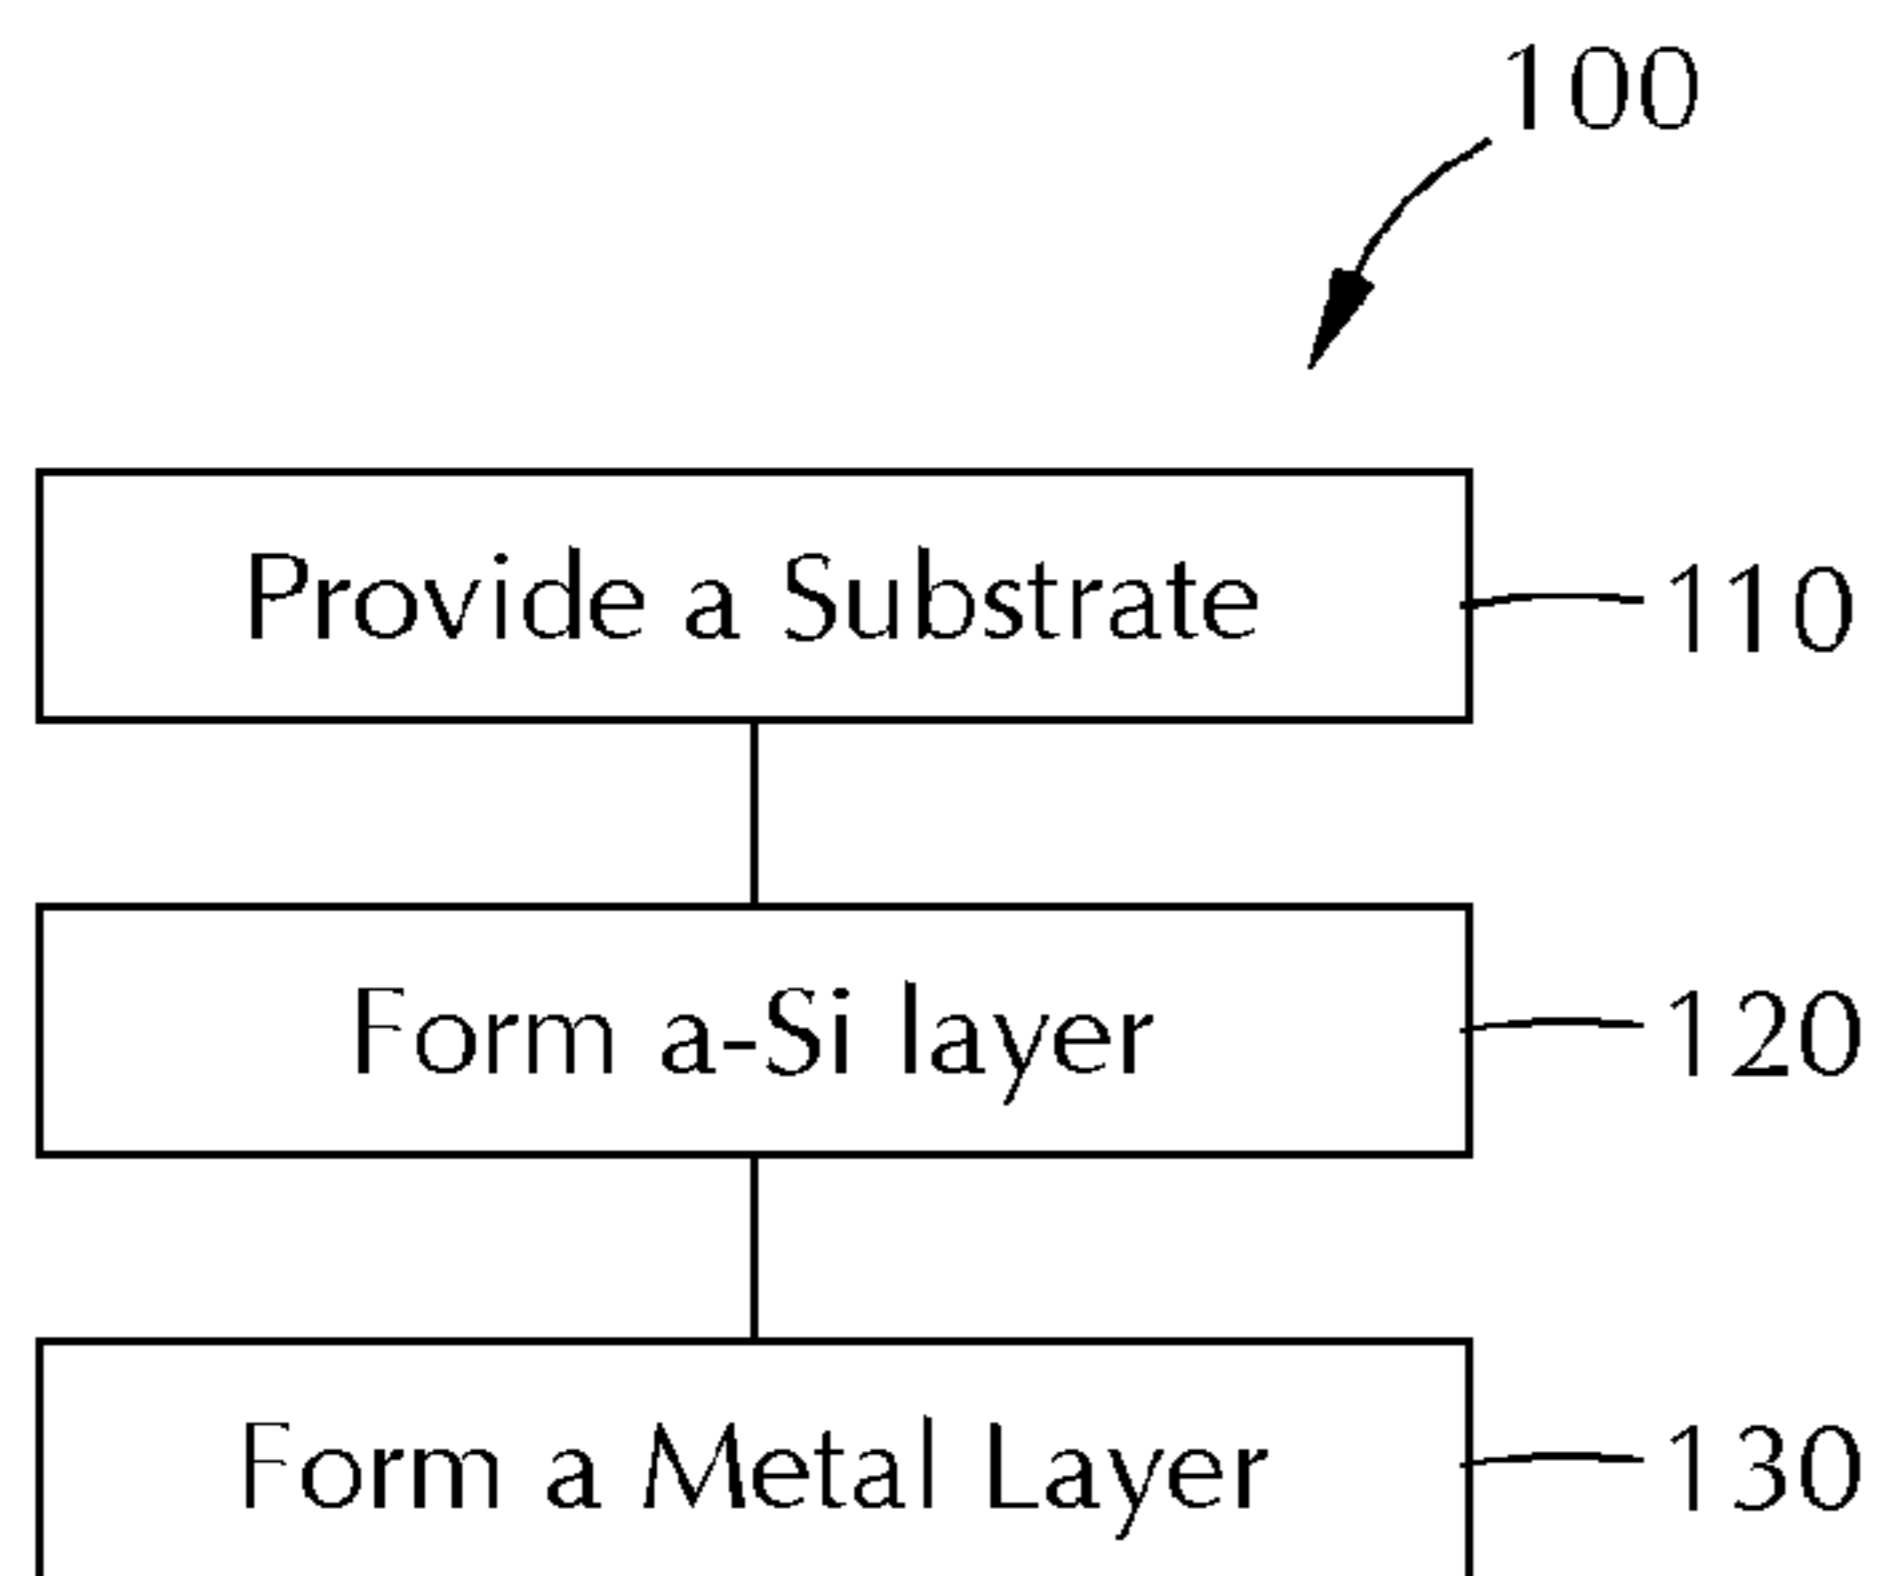 100
Provide a Substrate
110
Form a-Si layer
120
Form a Metal Layer
130